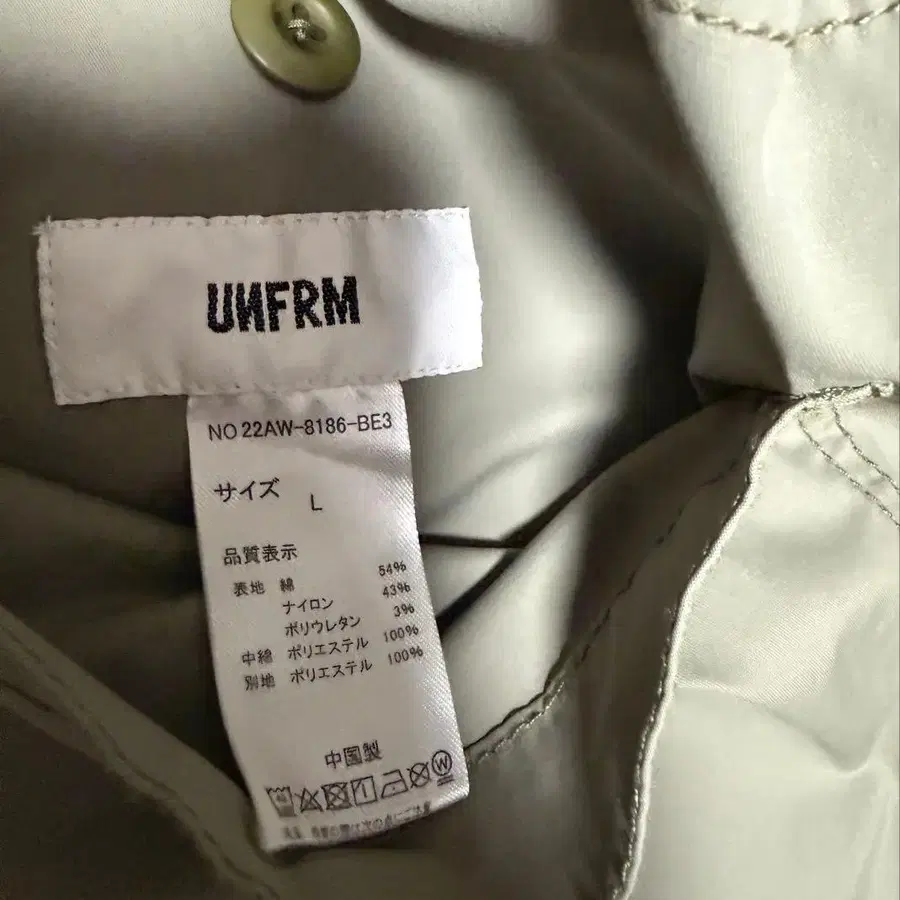 UИFRM
NO 22AW-8186-BE3
サイズ
L
品質表示
表地 綿 54%
ナイロン 43%
ポリウレタン 3%
中綿 ポリエステル 100%
別地 ポリエステル 100%
中国製